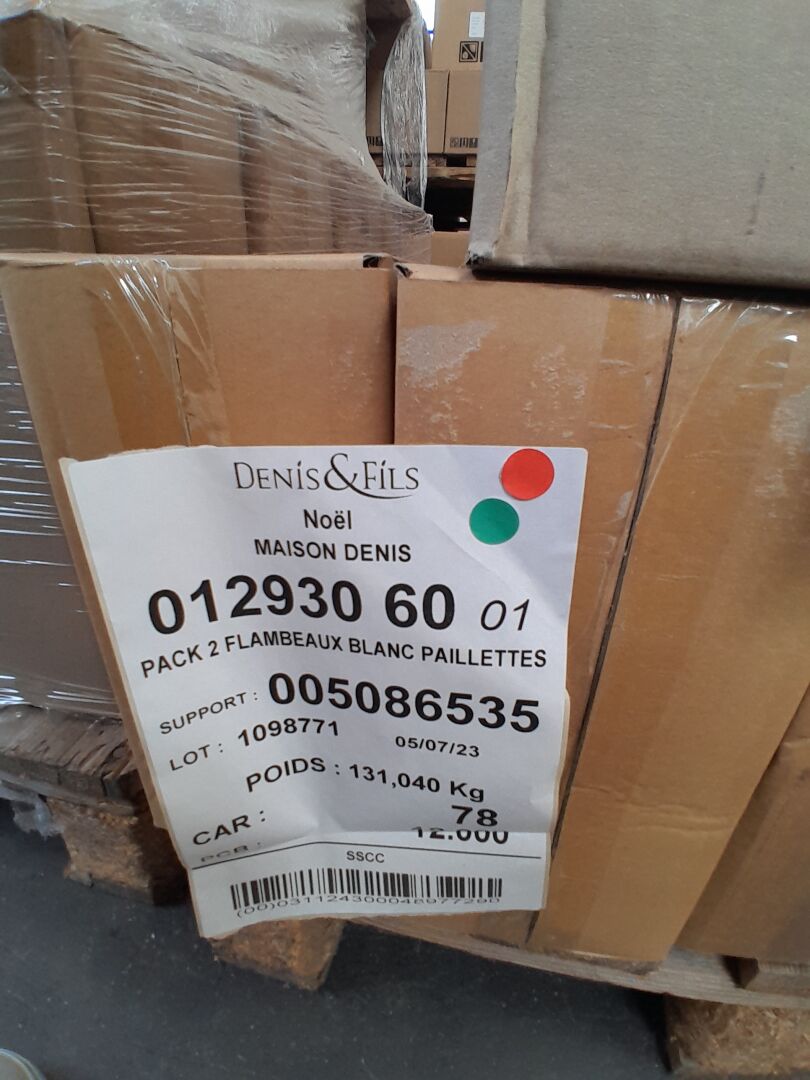 DENIS&FILS
Noël
MAISON DENIS
012930 60 01
PACK 2 FLAMBEAUX BLANC PAILLETTES
SUPPORT : 005086535
LOT : 1098771 05/07/23
POIDS : 131,040 Kg
CAR : 78
PCB : 12.000
SSCC